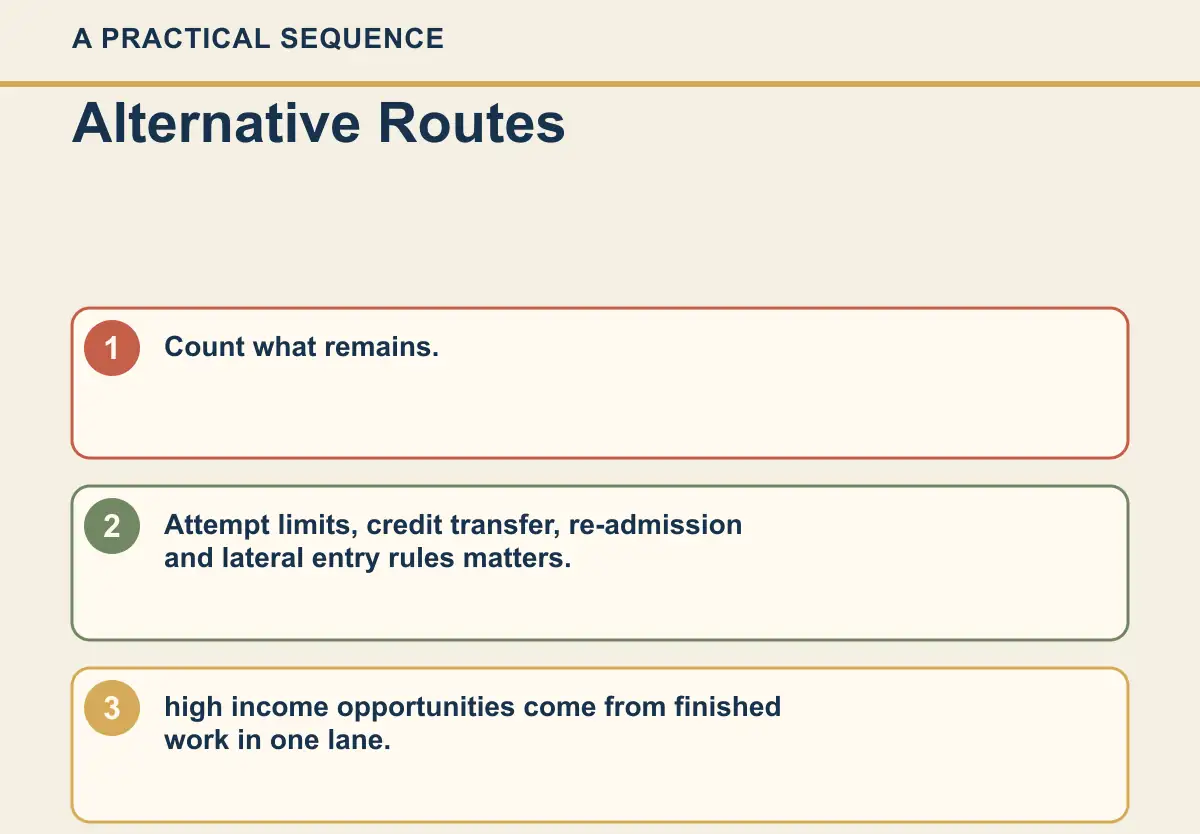 A PRACTICAL SEQUENCE
Alternative Routes
1
Count what remains.
2
Attempt limits, credit transfer, re-admission
and lateral entry rules matters.
3
high income opportunities come from finished
work in one lane.